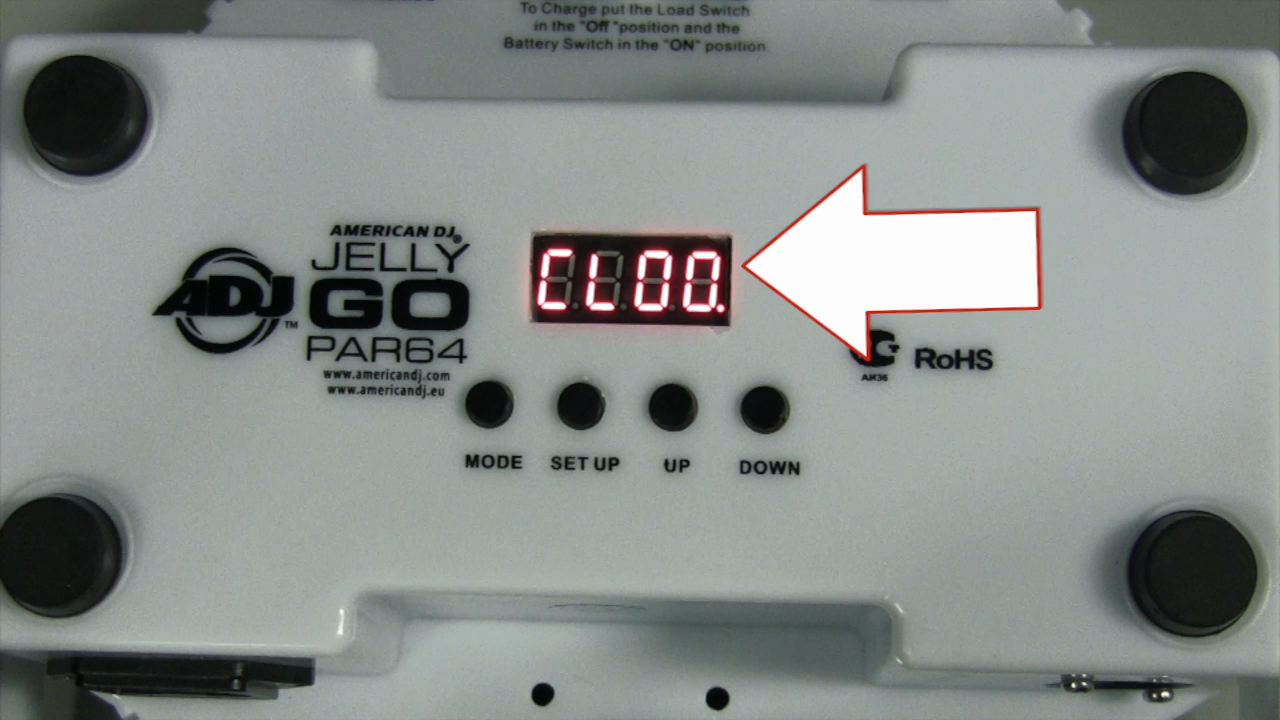 To Charge put the Load Switch
in the "Off "position and the
Battery Switch in the "ON" position
AMERICAN DJ®
JELLY
GO
PAR64
www.americandj.com
www.americandj.eu
ADJ™
CL00.
RoHS
MODE SET UP UP DOWN